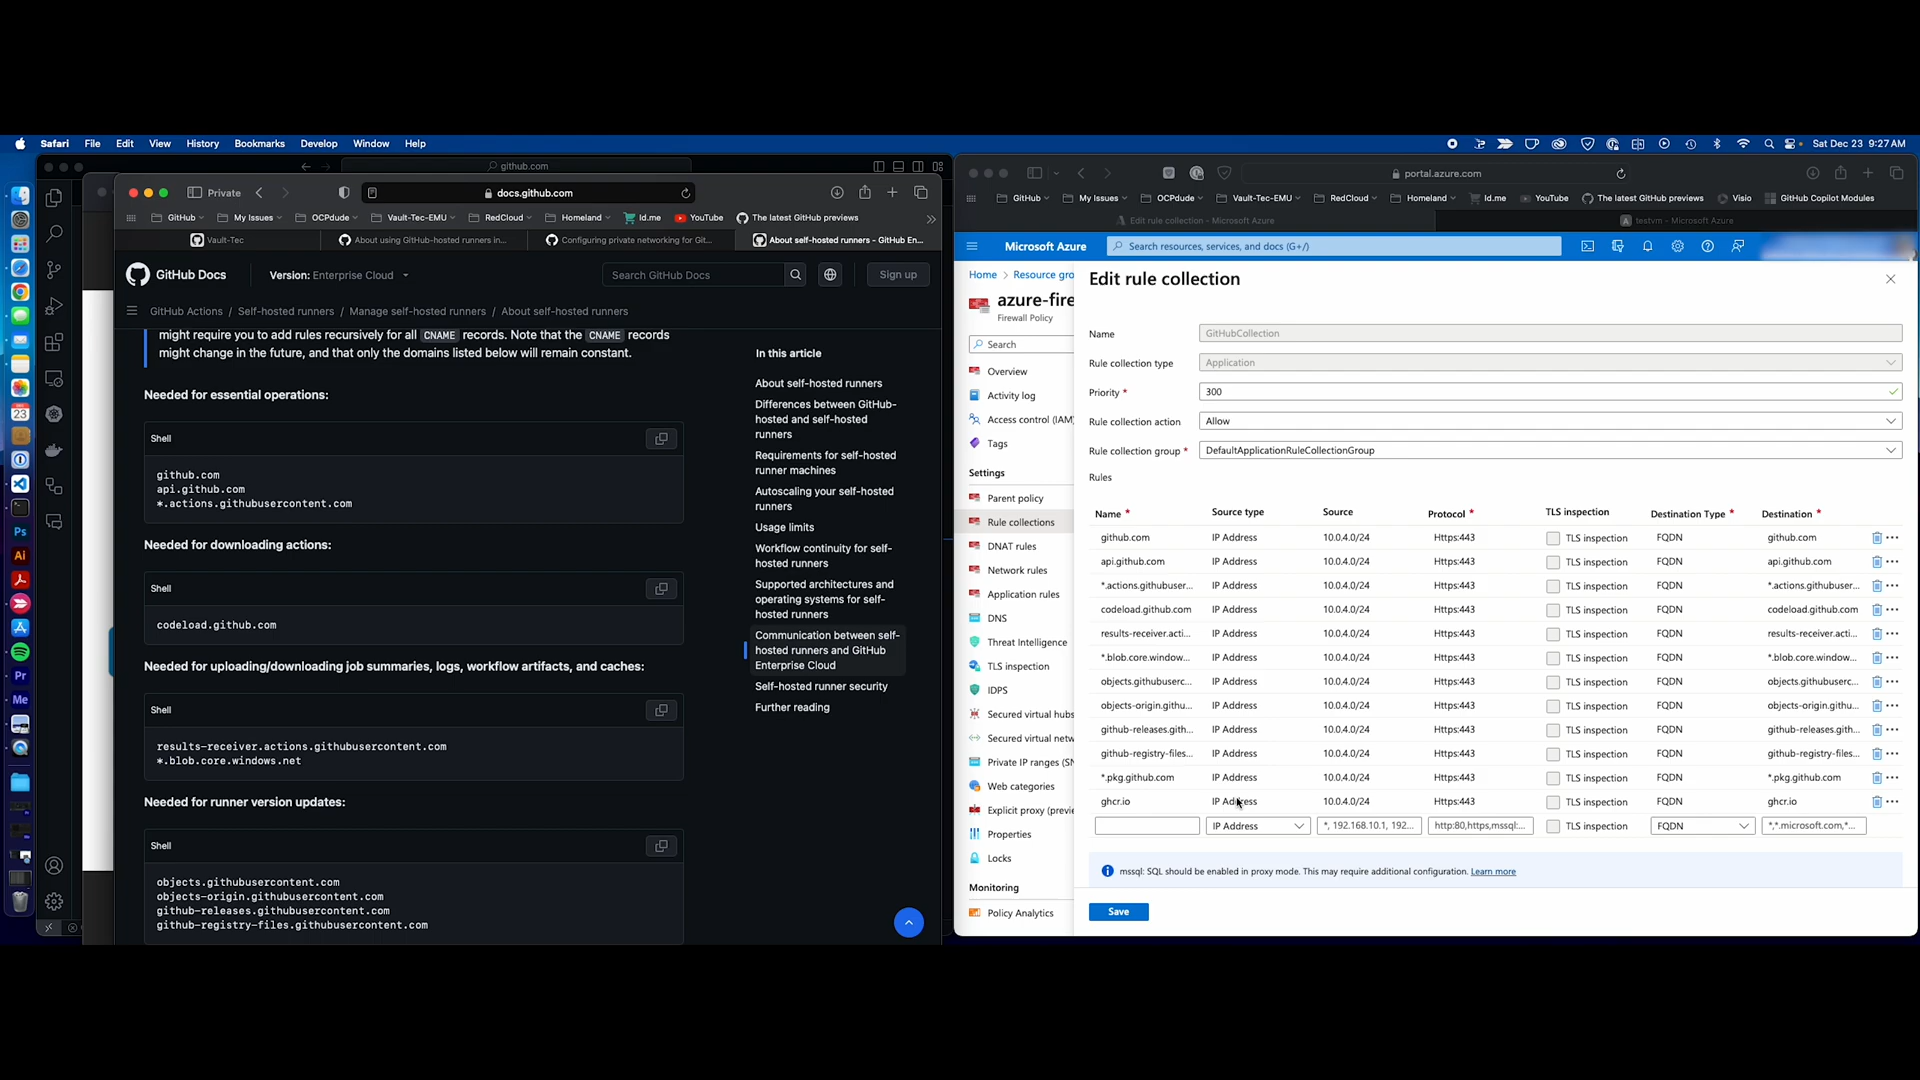 Safari File Edit View History Bookmarks Develop Window Help
Sat Dec 23 9:27 AM
github.com
Private
docs.github.com
GitHub My Issues OCPdude Vault-Tec-EMU RedCloud Homeland Id.me YouTube The latest GitHub previews
Vault-Tec
About using GitHub-hosted runners in...
Configuring private networking for Git...
About self-hosted runners - GitHub En...
GitHub Docs
Version: Enterprise Cloud
Search GitHub Docs
Sign up
GitHub Actions / Self-hosted runners / Manage self-hosted runners / About self-hosted runners
might require you to add rules recursively for all CNAME records. Note that the CNAME records
might change in the future, and that only the domains listed below will remain constant.
Needed for essential operations:
Shell
github.com
api.github.com
*.actions.githubusercontent.com
Needed for downloading actions:
Shell
codeload.github.com
Needed for uploading/downloading job summaries, logs, workflow artifacts, and caches:
Shell
results-receiver.actions.githubusercontent.com
*.blob.core.windows.net
Needed for runner version updates:
Shell
objects.githubusercontent.com
objects-origin.githubusercontent.com
github-releases.githubusercontent.com
github-registry-files.githubusercontent.com
In this article
About self-hosted runners
Differences between GitHub-
hosted and self-hosted
runners
Requirements for self-hosted
runner machines
Autoscaling your self-hosted
runners
Usage limits
Workflow continuity for self-
hosted runners
Supported architectures and
operating systems for self-
hosted runners
Communication between self-
hosted runners and GitHub
Enterprise Cloud
Self-hosted runner security
Further reading
DEC
23
Ps
Ai
Pr
Me
portal.azure.com
GitHub My Issues OCPdude Vault-Tec-EMU RedCloud Homeland Id.me YouTube The latest GitHub previews Visio GitHub Copilot Modules
Edit rule collection - Microsoft Azure
testvm - Microsoft Azure
Microsoft Azure
Search resources, services, and docs (G+/)
Home > Resource gro
azure-fire
Firewall Policy
Search
Overview
Activity log
Access control (IAM)
Tags
Settings
Parent policy
Rule collections
DNAT rules
Network rules
Application rules
DNS
Threat Intelligence
TLS inspection
IDPS
Secured virtual hubs
Secured virtual netw
Private IP ranges (SN
Web categories
Explicit proxy (previe
Properties
Locks
Monitoring
Policy Analytics
Edit rule collection
Name
GitHubCollection
Rule collection type
Application
Priority *
300
Rule collection action
Allow
Rule collection group *
DefaultApplicationRuleCollectionGroup
Rules
Name * Source type Source Protocol * TLS inspection Destination Type * Destination *
github.com IP Address 10.0.4.0/24 Https:443 TLS inspection FQDN github.com
api.github.com IP Address 10.0.4.0/24 Https:443 TLS inspection FQDN api.github.com
*.actions.githubuser... IP Address 10.0.4.0/24 Https:443 TLS inspection FQDN *.actions.githubuser...
codeload.github.com IP Address 10.0.4.0/24 Https:443 TLS inspection FQDN codeload.github.com
results-receiver.acti... IP Address 10.0.4.0/24 Https:443 TLS inspection FQDN results-receiver.acti...
*.blob.core.window... IP Address 10.0.4.0/24 Https:443 TLS inspection FQDN *.blob.core.window...
objects.githubuserc... IP Address 10.0.4.0/24 Https:443 TLS inspection FQDN objects.githubuserc...
objects-origin.githu... IP Address 10.0.4.0/24 Https:443 TLS inspection FQDN objects-origin.githu...
github-releases.gith... IP Address 10.0.4.0/24 Https:443 TLS inspection FQDN github-releases.gith...
github-registry-files... IP Address 10.0.4.0/24 Https:443 TLS inspection FQDN github-registry-files...
*.pkg.github.com IP Address 10.0.4.0/24 Https:443 TLS inspection FQDN *.pkg.github.com
ghcr.io IP Address 10.0.4.0/24 Https:443 TLS inspection FQDN ghcr.io
IP Address *, 192.168.10.1, 192... http:80,https,mssql:... TLS inspection FQDN *,*.microsoft.com,*...
mssql: SQL should be enabled in proxy mode. This may require additional configuration. Learn more
Save